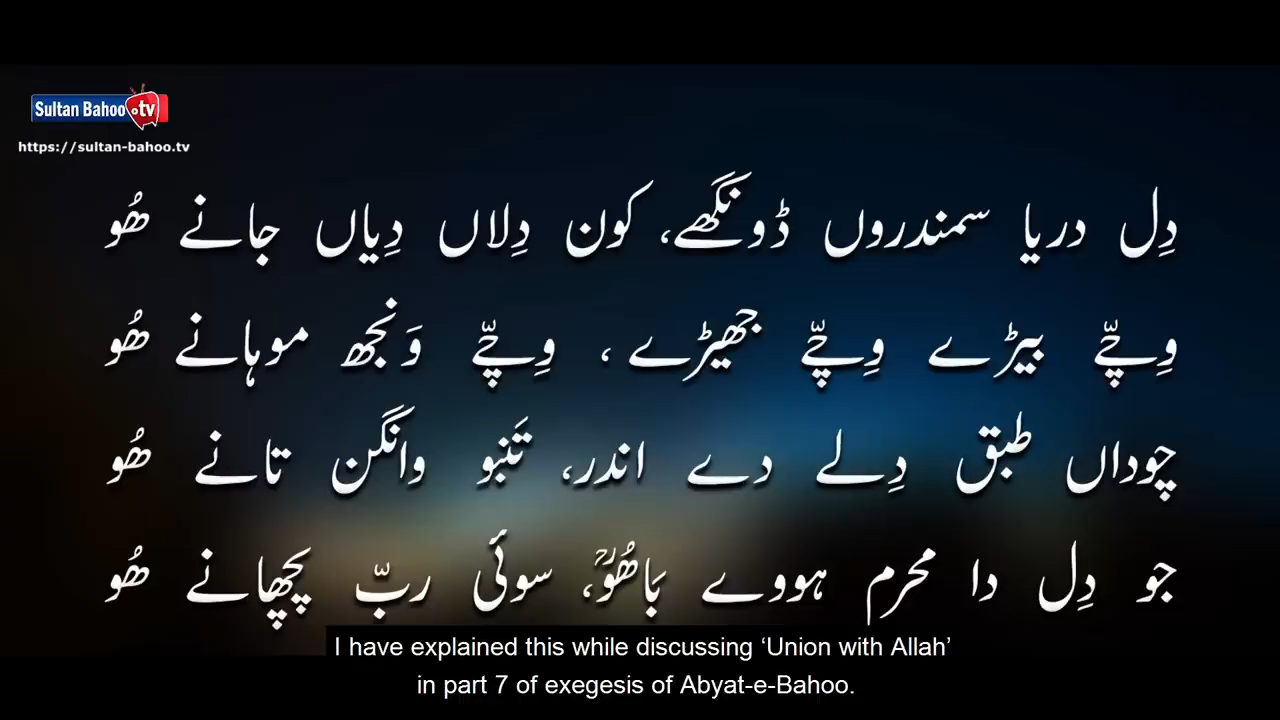 Sultan Bahoo.tv
https://sultan-bahoo.tv
دِل دریا سمندروں ڈونگھے، کون دِلاں دِیاں جانے ھُو
وِچّے بیڑے وِچّے جھیڑے ، وِچّے وَنجھ موہانے ھُو
چوداں طبق دِلے دے اندر، تَنبو وانگن تانے ھُو
جو دِل دا محرم ہووے بَاھُوؒ، سوئی ربّ پچھانے ھُو
I have explained this while discussing ‘Union with Allah’
in part 7 of exegesis of Abyat-e-Bahoo.